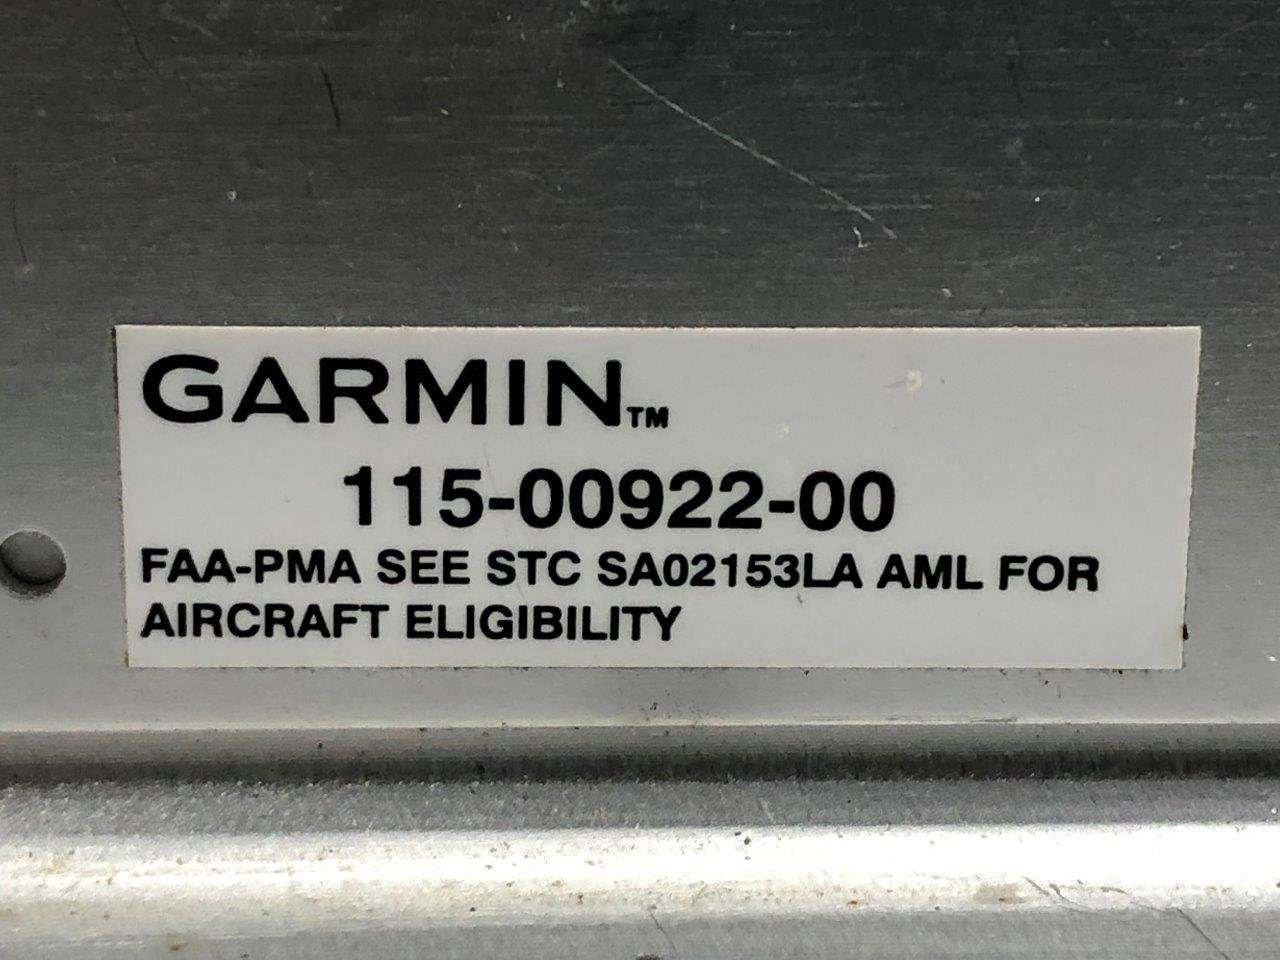 GARMIN™
115-00922-00
FAA-PMA SEE STC SA02153LA AML FOR
AIRCRAFT ELIGIBILITY